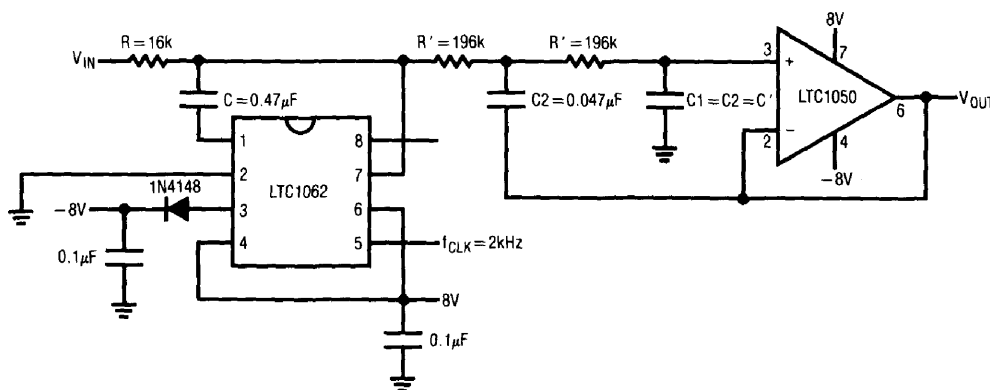 8V
R=16k
R'=196k
R'=196k
V_IN
3
+
7
LTC1050
6
V_OUT
C=0.47μF
C2=0.047μF
C1=C2=C'
2
−
4
−8V
1
8
2
1N4148
LTC1062
7
−8V
3
6
4
5
f_CLK=2kHz
0.1μF
8V
0.1μF